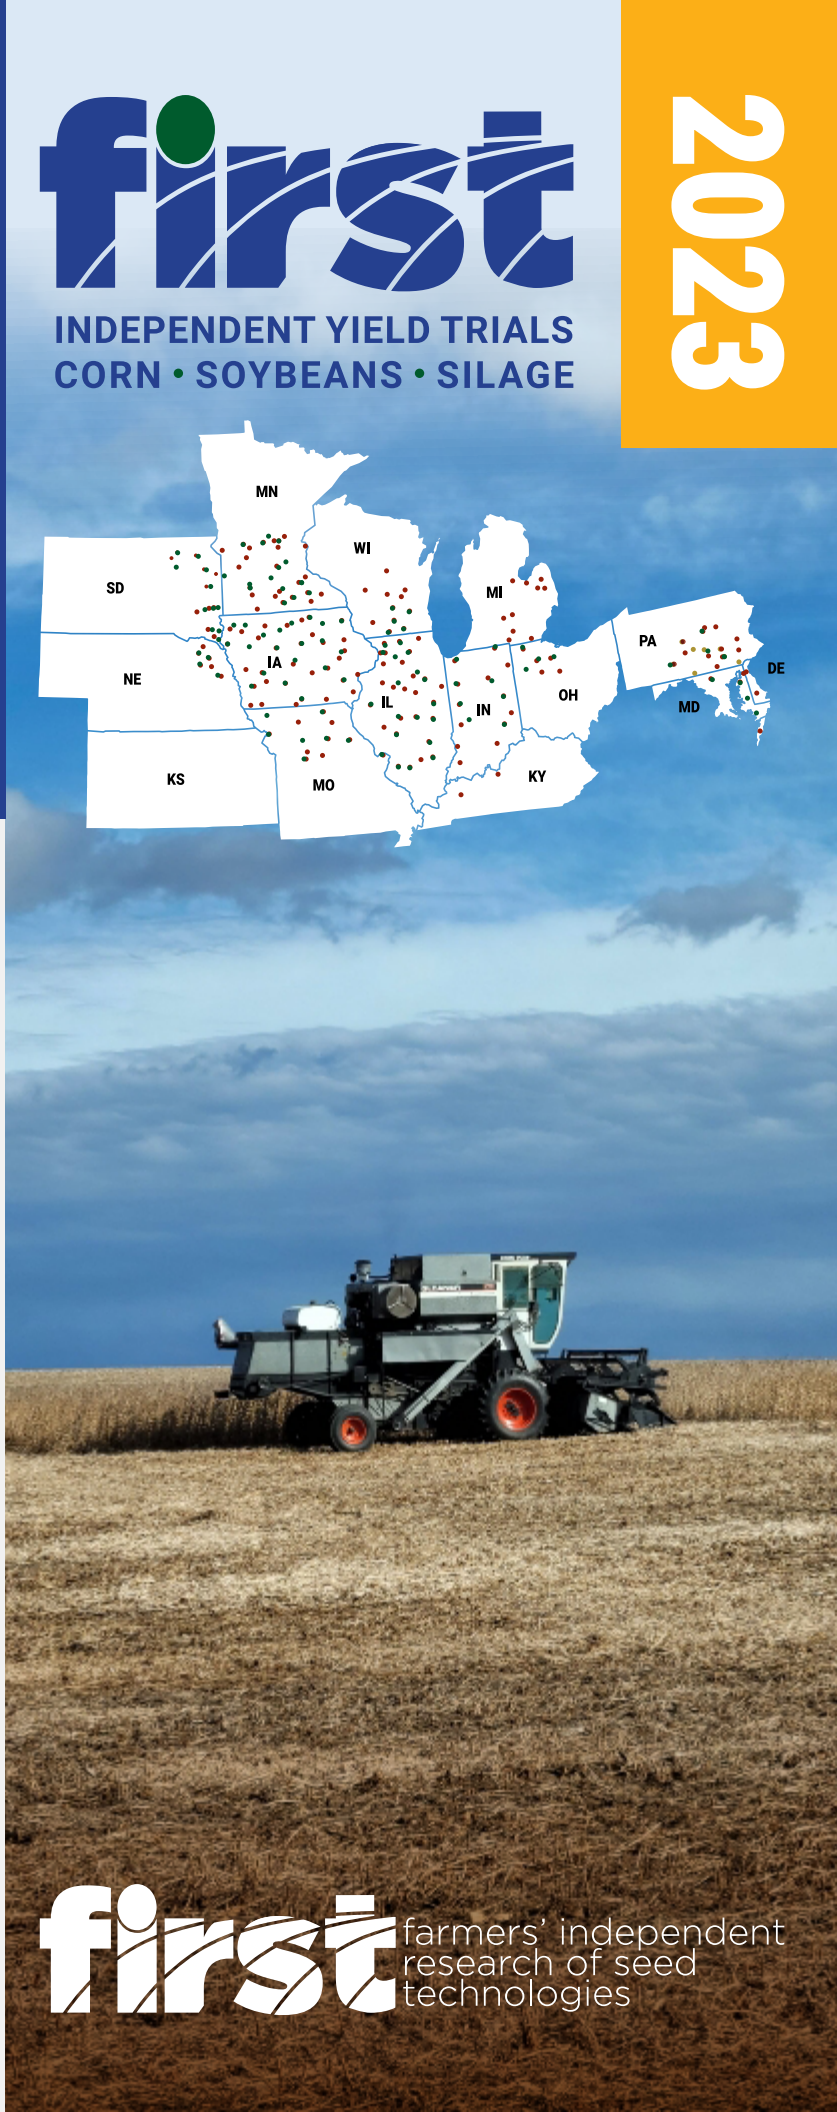 first
2023
INDEPENDENT YIELD TRIALS
CORN • SOYBEANS • SILAGE
MN
WI
SD
MI
PA
IA
DE
NE
OH
IL
MD
IN
KS
KY
MO
first
farmers’ independent
research of seed
technologies